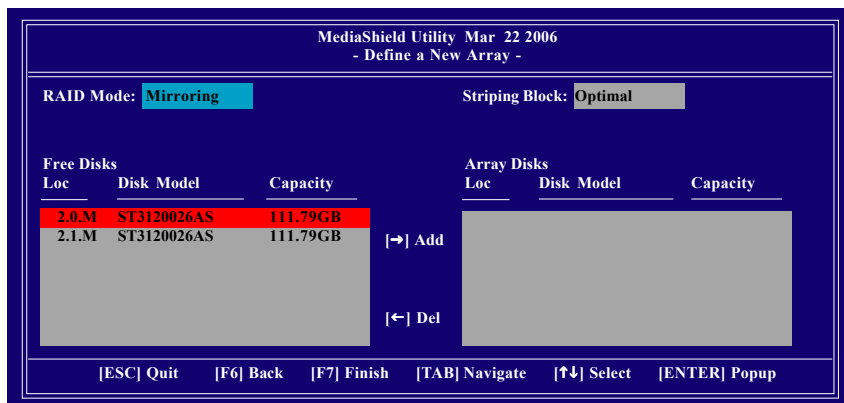 MediaShield Utility Mar 22 2006
- Define a New Array -
RAID Mode: Mirroring Striping Block: Optimal
Free Disks Array Disks
Loc Disk Model Capacity Loc Disk Model Capacity
2.0.M ST3120026AS 111.79GB
2.1.M ST3120026AS 111.79GB
[→] Add
[←] Del
[ESC] Quit [F6] Back [F7] Finish [TAB] Navigate [↑↓] Select [ENTER] Popup